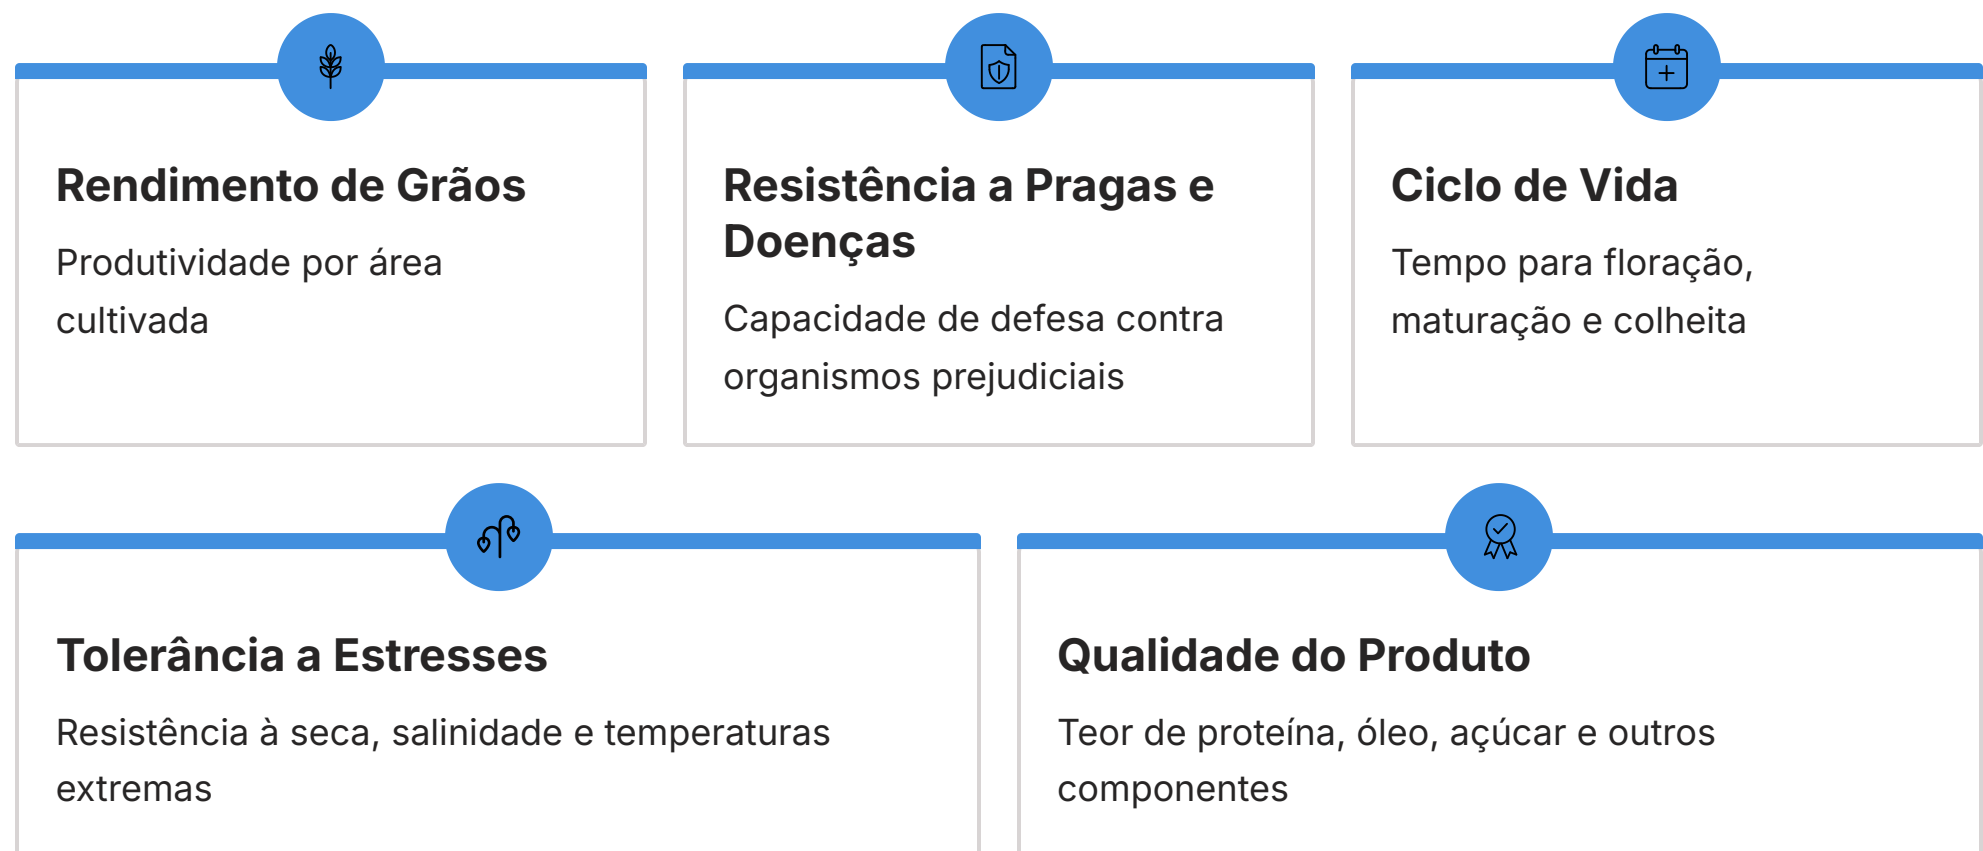 Rendimento de Grãos
Produtividade por área
cultivada
Resistência a Pragas e
Doenças
Capacidade de defesa contra
organismos prejudiciais
Ciclo de Vida
Tempo para floração,
maturação e colheita
Tolerância a Estresses
Resistência à seca, salinidade e temperaturas
extremas
Qualidade do Produto
Teor de proteína, óleo, açúcar e outros
componentes